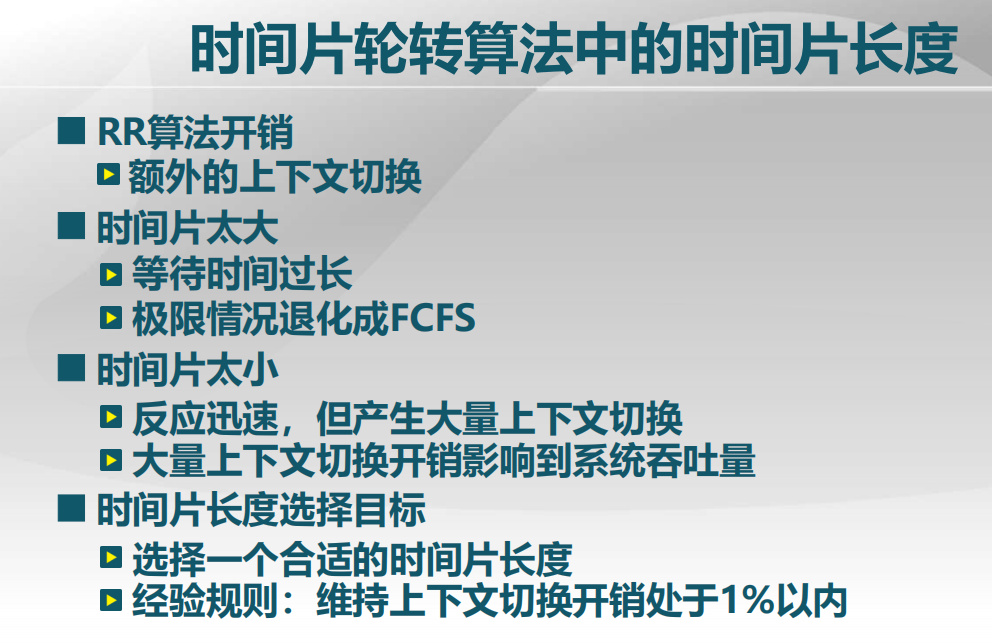 时间片轮转算法中的时间片长度
RR算法开销
额外的上下文切换
时间片太大
等待时间过长
极限情况退化成FCFS
时间片太小
反应迅速，但产生大量上下文切换
大量上下文切换开销影响到系统吞吐量
时间片长度选择目标
选择一个合适的时间片长度
经验规则：维持上下文切换开销处于1%以内